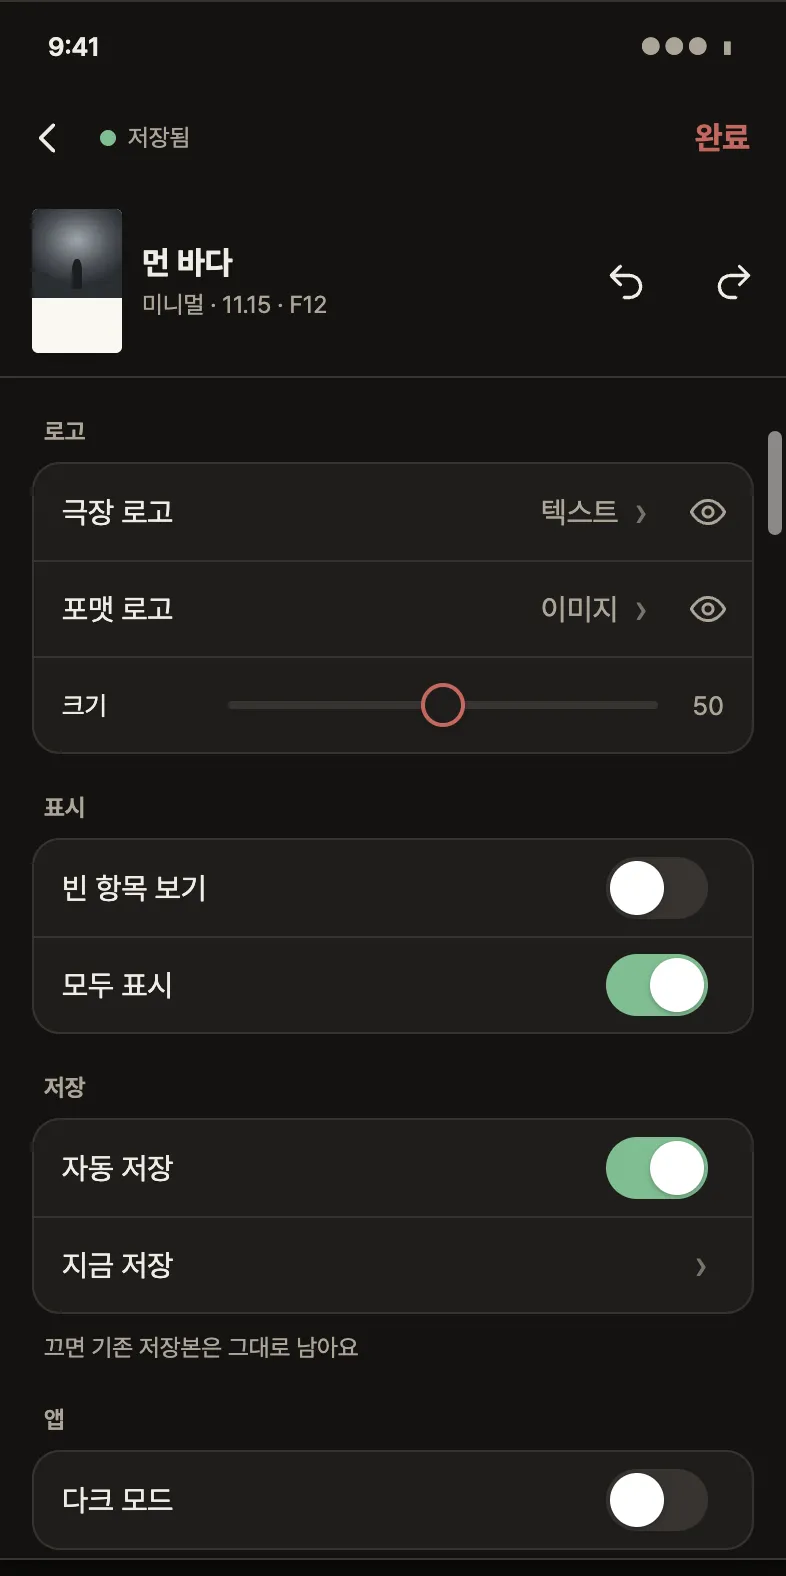 9:41
저장됨
완료
먼 바다
미니멀 · 11.15 · F12
로고
극장 로고 텍스트
포맷 로고 이미지
크기 50
표시
빈 항목 보기
모두 표시
저장
자동 저장
지금 저장
끄면 기존 저장본은 그대로 남아요
앱
다크 모드